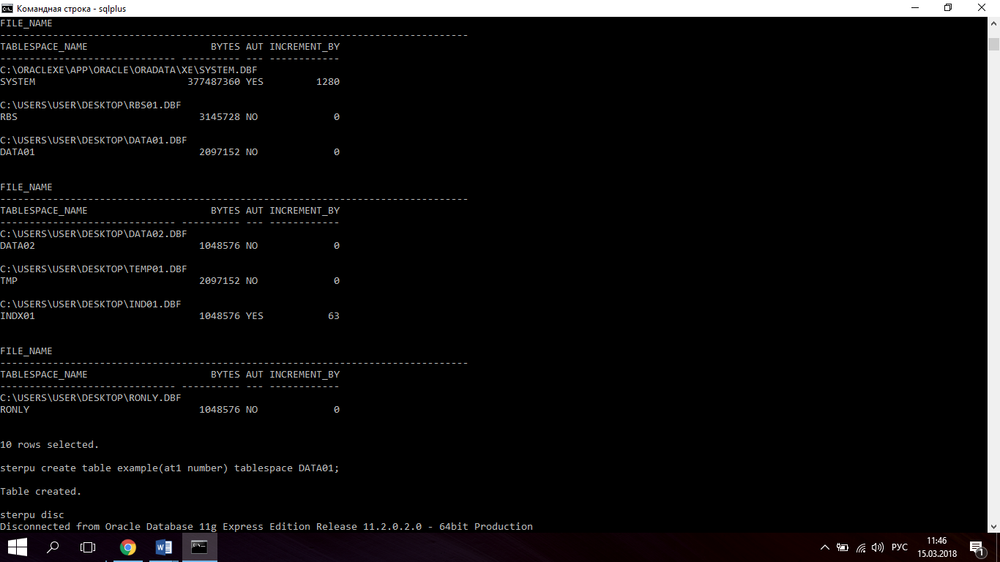 Командная строка - sqlplus
FILE_NAME
--------------------------------------------------------------------------------
TABLESPACE_NAME                     BYTES AUT INCREMENT_BY
------------------------------ ---------- --- ------------
C:\ORACLEXE\APP\ORACLE\ORADATA\XE\SYSTEM.DBF
SYSTEM                          377487360 YES         1280
C:\USERS\USER\DESKTOP\RBS01.DBF
RBS                               3145728 NO             0
C:\USERS\USER\DESKTOP\DATA01.DBF
DATA01                            2097152 NO             0
FILE_NAME
--------------------------------------------------------------------------------
TABLESPACE_NAME                     BYTES AUT INCREMENT_BY
------------------------------ ---------- --- ------------
C:\USERS\USER\DESKTOP\DATA02.DBF
DATA02                            1048576 NO             0
C:\USERS\USER\DESKTOP\TEMP01.DBF
TMP                               2097152 NO             0
C:\USERS\USER\DESKTOP\IND01.DBF
INDX01                            1048576 YES           63
FILE_NAME
--------------------------------------------------------------------------------
TABLESPACE_NAME                     BYTES AUT INCREMENT_BY
------------------------------ ---------- --- ------------
C:\USERS\USER\DESKTOP\RONLY.DBF
RONLY                             1048576 NO             0
10 rows selected.
sterpu create table example(at1 number) tablespace DATA01;
Table created.
sterpu disc
Disconnected from Oracle Database 11g Express Edition Release 11.2.0.2.0 - 64bit Production
РУС
11:46
15.03.2018
1